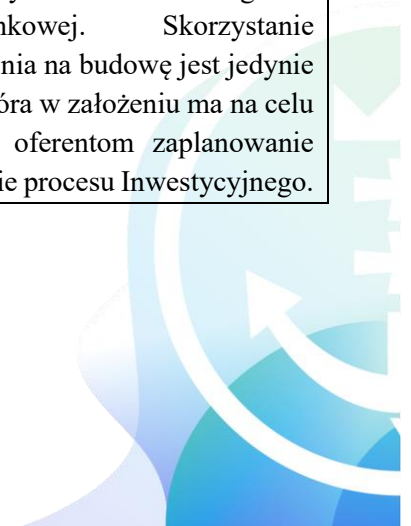 nkowej. Skorzystanie
nia na budowę jest jedynie
óra w założeniu ma na celu
oferentom zaplanowanie
ie procesu Inwestycyjnego.